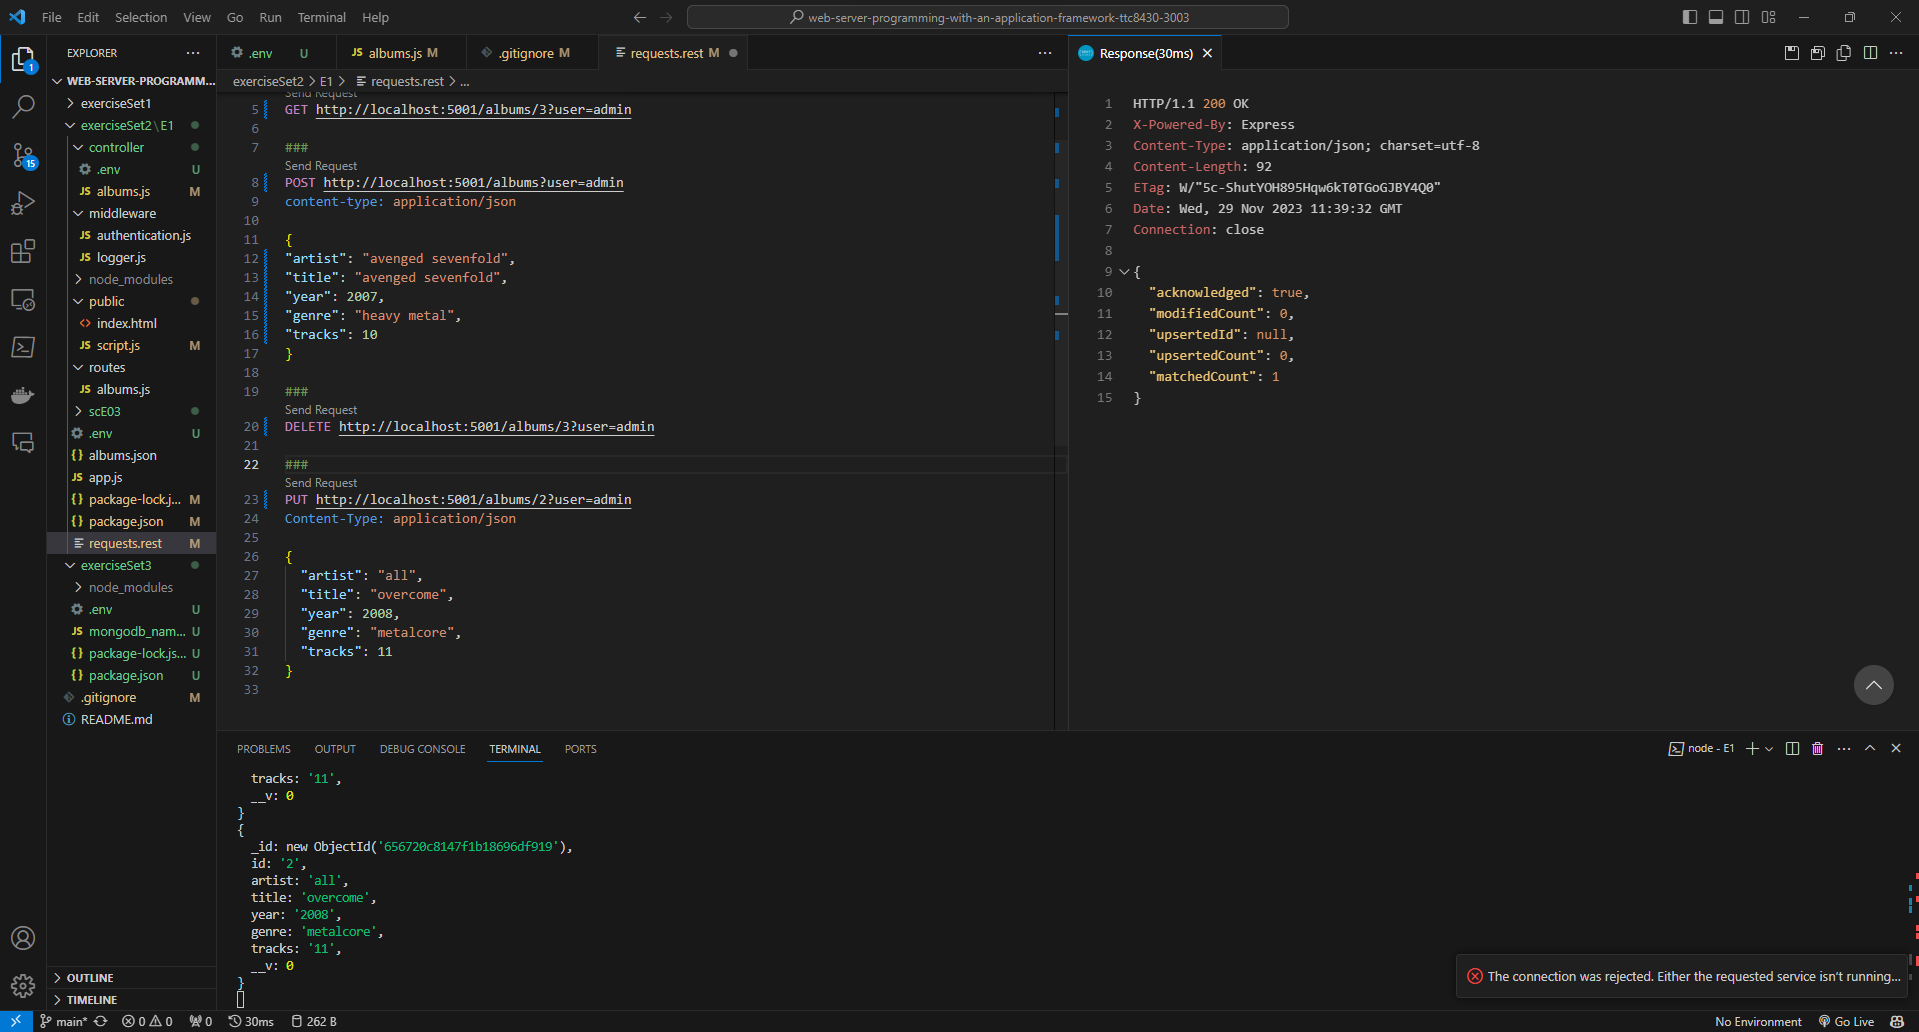 File Edit Selection View Go Run Terminal Help
web-server-programming-with-an-application-framework-ttc8430-3003
EXPLORER
WEB-SERVER-PROGRAMM...
exerciseSet1
exerciseSet2\E1
controller
.env U
albums.js M
middleware
authentication.js
logger.js
node_modules
public
index.html
script.js M
routes
albums.js
scE03
.env U
albums.json
app.js
package-lock.j... M
package.json M
requests.rest M
exerciseSet3
node_modules
.env U
mongodb_nam... U
package-lock.js... U
package.json U
.gitignore M
README.md
OUTLINE
TIMELINE
.env U
albums.js M
.gitignore M
requests.rest M
exerciseSet2 > E1 > requests.rest > ...
Send Request
5 GET http://localhost:5001/albums/3?user=admin
6
7 ###
Send Request
8 POST http://localhost:5001/albums?user=admin
9 content-type: application/json
10
11 {
12 "artist": "avenged sevenfold",
13 "title": "avenged sevenfold",
14 "year": 2007,
15 "genre": "heavy metal",
16 "tracks": 10
17 }
18
19 ###
Send Request
20 DELETE http://localhost:5001/albums/3?user=admin
21
22 ###
Send Request
23 PUT http://localhost:5001/albums/2?user=admin
24 Content-Type: application/json
25
26 {
27 "artist": "all",
28 "title": "overcome",
29 "year": 2008,
30 "genre": "metalcore",
31 "tracks": 11
32 }
33
Response(30ms)
1 HTTP/1.1 200 OK
2 X-Powered-By: Express
3 Content-Type: application/json; charset=utf-8
4 Content-Length: 92
5 ETag: W/"5c-ShutYOH895Hqw6kT0TGoGJBY4Q0"
6 Date: Wed, 29 Nov 2023 11:39:32 GMT
7 Connection: close
8
9 {
10 "acknowledged": true,
11 "modifiedCount": 0,
12 "upsertedId": null,
13 "upsertedCount": 0,
14 "matchedCount": 1
15 }
PROBLEMS OUTPUT DEBUG CONSOLE TERMINAL PORTS
node - E1
tracks: '11',
__v: 0
}
{
_id: new ObjectId('656720c8147f1b18696df919'),
id: '2',
artist: 'all',
title: 'overcome',
year: '2008',
genre: 'metalcore',
tracks: '11',
__v: 0
}
The connection was rejected. Either the requested service isn't running...
1
15
main* 0 0 0 30ms 262 B
No Environment Go Live